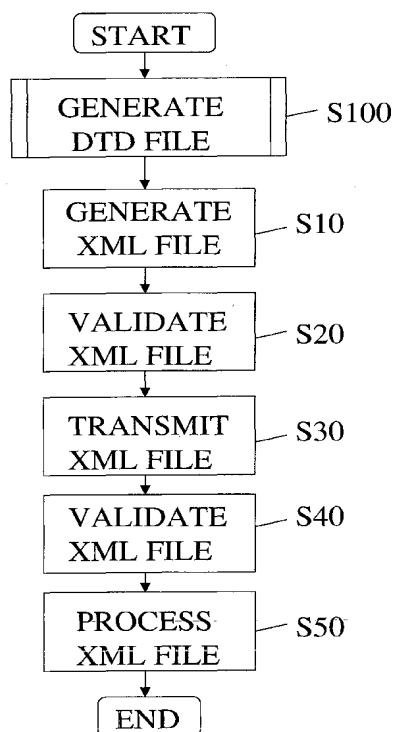 START
GENERATE
DTD FILE
S100
GENERATE
XML FILE
S10
VALIDATE
XML FILE
S20
TRANSMIT
XML FILE
S30
VALIDATE
XML FILE
S40
PROCESS
XML FILE
S50
END